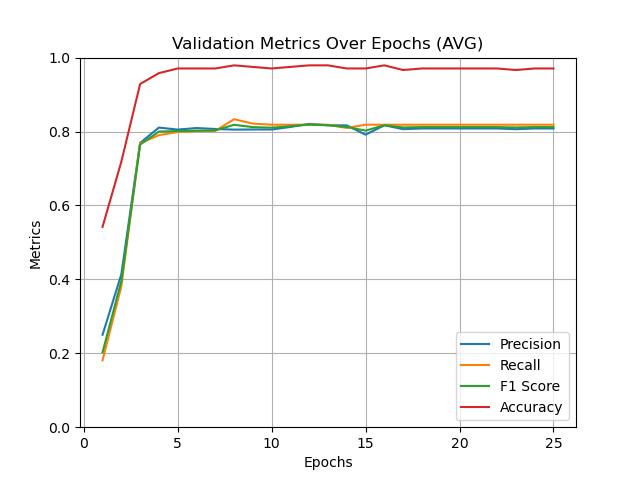 Validation Metrics Over Epochs (AVG)
1.0
0.8
0.6
0.4
0.2
0.0
Metrics
0 5 10 15 20 25
Epochs
Precision
Recall
F1 Score
Accuracy